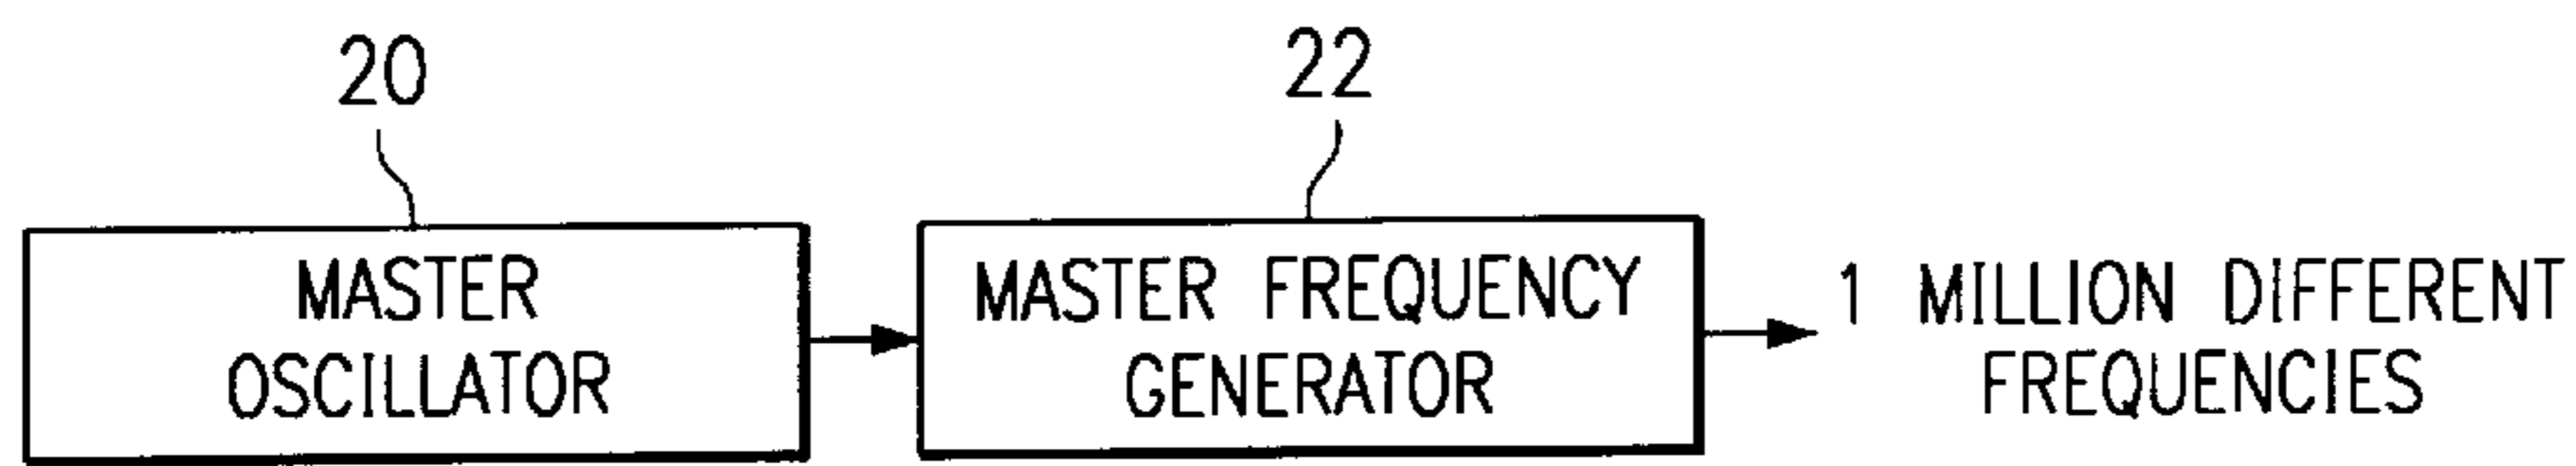 20
22
MASTER
OSCILLATOR
MASTER FREQUENCY
GENERATOR
1 MILLION DIFFERENT
FREQUENCIES